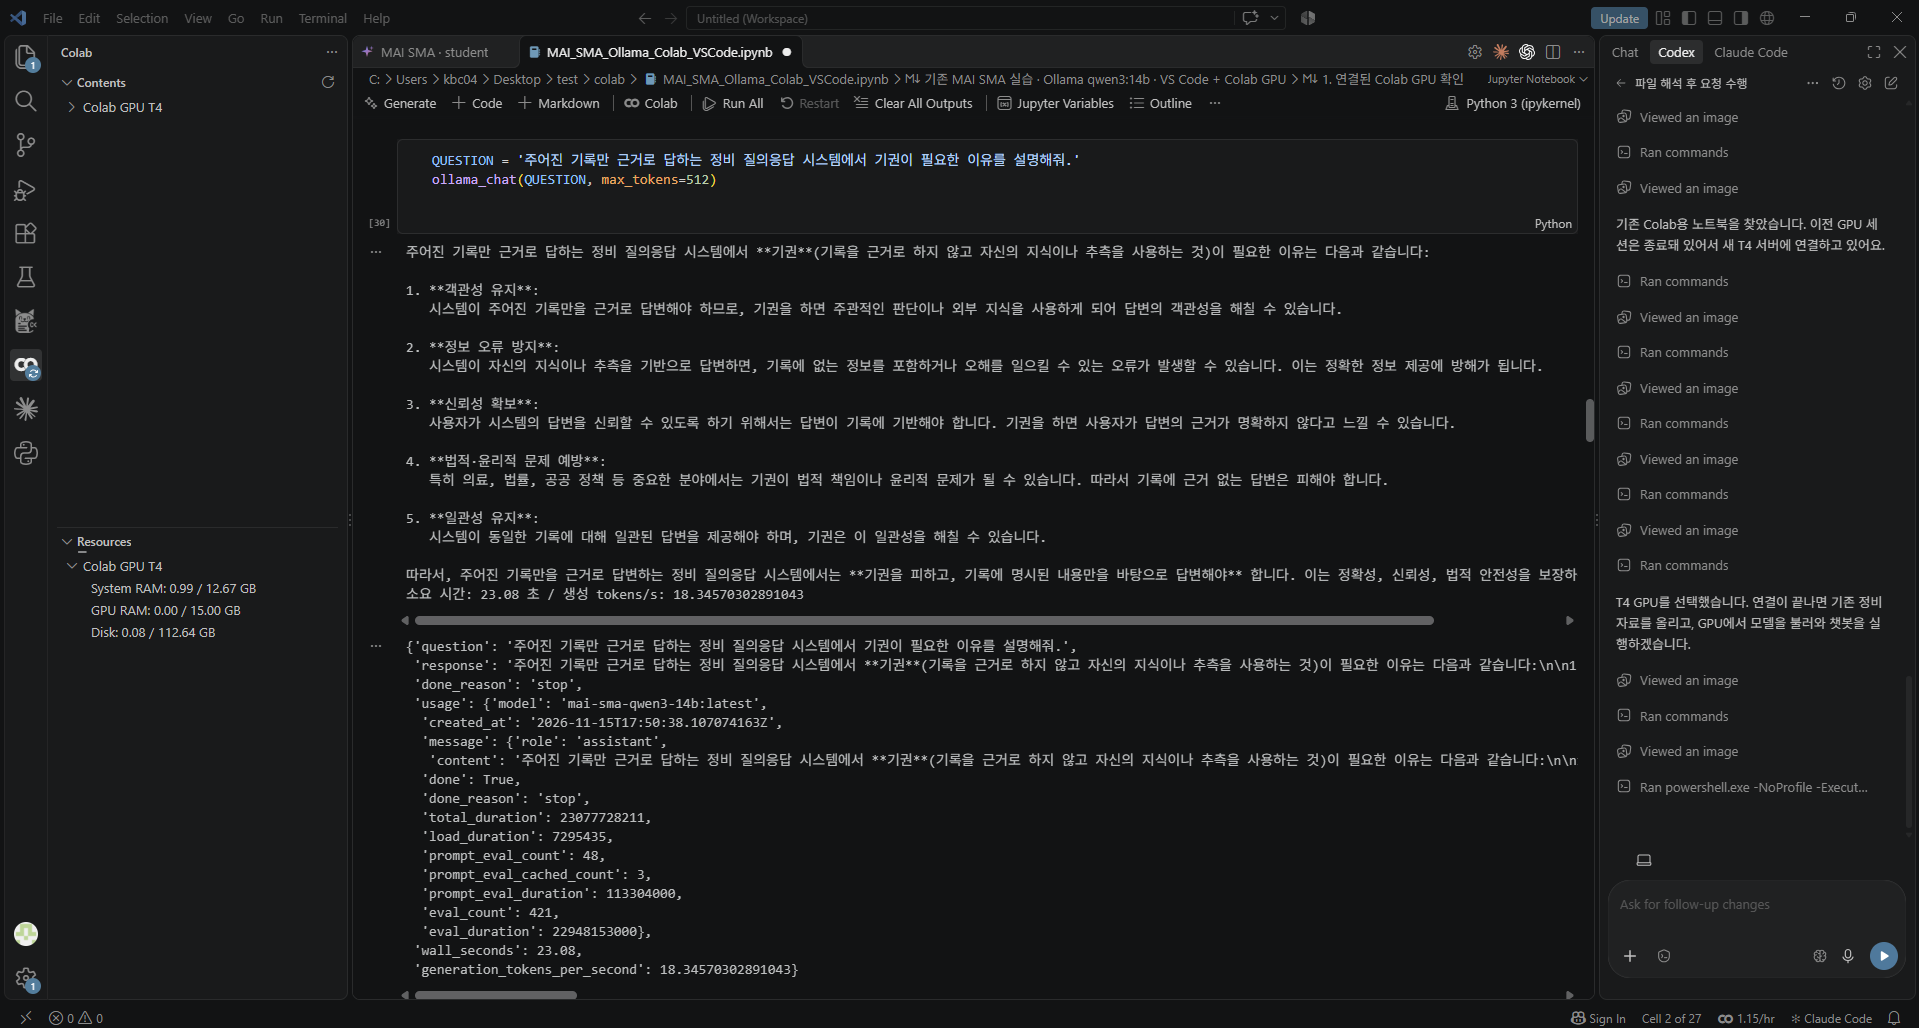 File Edit Selection View Go Run Terminal Help
Untitled (Workspace)
Update
Colab
Contents
Colab GPU T4
Resources
Colab GPU T4
System RAM: 0.99 / 12.67 GB
GPU RAM: 0.00 / 15.00 GB
Disk: 0.08 / 112.64 GB
MAI SMA · student
MAI_SMA_Ollama_Colab_VSCode.ipynb
C: > Users > kbc04 > Desktop > test > colab > MAI_SMA_Ollama_Colab_VSCode.ipynb > M↓ 기존 MAI SMA 실습 · Ollama qwen3:14b · VS Code + Colab GPU > M↓ 1. 연결된 Colab GPU 확인
Jupyter Notebook
Generate + Code + Markdown Colab Run All Restart Clear All Outputs Jupyter Variables Outline ...
Python 3 (ipykernel)
QUESTION = '주어진 기록만 근거로 답하는 정비 질의응답 시스템에서 기권이 필요한 이유를 설명해줘.'
ollama_chat(QUESTION, max_tokens=512)
[30]
Python
주어진 기록만 근거로 답하는 정비 질의응답 시스템에서 **기권**(기록을 근거로 하지 않고 자신의 지식이나 추측을 사용하는 것)이 필요한 이유는 다음과 같습니다:
1. **객관성 유지**:
시스템이 주어진 기록만을 근거로 답변해야 하므로, 기권을 하면 주관적인 판단이나 외부 지식을 사용하게 되어 답변의 객관성을 해칠 수 있습니다.
2. **정보 오류 방지**:
시스템이 자신의 지식이나 추측을 기반으로 답변하면, 기록에 없는 정보를 포함하거나 오해를 일으킬 수 있는 오류가 발생할 수 있습니다. 이는 정확한 정보 제공에 방해가 됩니다.
3. **신뢰성 확보**:
사용자가 시스템의 답변을 신뢰할 수 있도록 하기 위해서는 답변이 기록에 기반해야 합니다. 기권을 하면 사용자가 답변의 근거가 명확하지 않다고 느낄 수 있습니다.
4. **법적·윤리적 문제 예방**:
특히 의료, 법률, 공공 정책 등 중요한 분야에서는 기권이 법적 책임이나 윤리적 문제가 될 수 있습니다. 따라서 기록에 근거 없는 답변은 피해야 합니다.
5. **일관성 유지**:
시스템이 동일한 기록에 대해 일관된 답변을 제공해야 하며, 기권은 이 일관성을 해칠 수 있습니다.
따라서, 주어진 기록만을 근거로 답변하는 정비 질의응답 시스템에서는 **기권을 피하고, 기록에 명시된 내용만을 바탕으로 답변해야** 합니다. 이는 정확성, 신뢰성, 법적 안전성을 보장하
소요 시간: 23.08 초 / 생성 tokens/s: 18.34570302891043
{'question': '주어진 기록만 근거로 답하는 정비 질의응답 시스템에서 기권이 필요한 이유를 설명해줘.',
'response': '주어진 기록만 근거로 답하는 정비 질의응답 시스템에서 **기권**(기록을 근거로 하지 않고 자신의 지식이나 추측을 사용하는 것)이 필요한 이유는 다음과 같습니다:\n\n1
'done_reason': 'stop',
'usage': {'model': 'mai-sma-qwen3-14b:latest',
'created_at': '2026-11-15T17:50:38.107074163Z',
'message': {'role': 'assistant',
'content': '주어진 기록만 근거로 답하는 정비 질의응답 시스템에서 **기권**(기록을 근거로 하지 않고 자신의 지식이나 추측을 사용하는 것)이 필요한 이유는 다음과 같습니다:\n\n
'done': True,
'done_reason': 'stop',
'total_duration': 23077728211,
'load_duration': 7295435,
'prompt_eval_count': 48,
'prompt_eval_cached_count': 3,
'prompt_eval_duration': 113304000,
'eval_count': 421,
'eval_duration': 22948153000},
'wall_seconds': 23.08,
'generation_tokens_per_second': 18.34570302891043}
Chat Codex Claude Code
파일 해석 후 요청 수행
Viewed an image
Ran commands
Viewed an image
기존 Colab용 노트북을 찾았습니다. 이전 GPU 세
션은 종료돼 있어서 새 T4 서버에 연결하고 있어요.
Ran commands
Viewed an image
Ran commands
Viewed an image
Ran commands
Viewed an image
Ran commands
Viewed an image
Ran commands
T4 GPU를 선택했습니다. 연결이 끝나면 기존 정비
자료를 올리고, GPU에서 모델을 불러와 챗봇을 실
행하겠습니다.
Viewed an image
Ran commands
Viewed an image
Ran powershell.exe -NoProfile -Execut...
Ask for follow-up changes
0 0
Sign In Cell 2 of 27 1.15/hr Claude Code